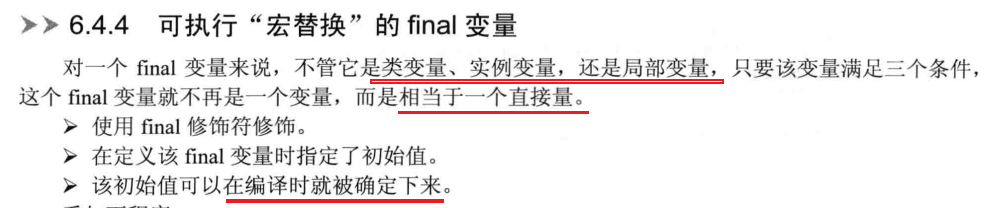 6.4.4 可执行“宏替换”的 final 变量
对一个 final 变量来说，不管它是类变量、实例变量，还是局部变量，只要该变量满足三个条件，
这个 final 变量就不再是一个变量，而是相当于一个直接量。
➢ 使用 final 修饰符修饰。
➢ 在定义该 final 变量时指定了初始值。
➢ 该初始值可以在编译时就被确定下来。